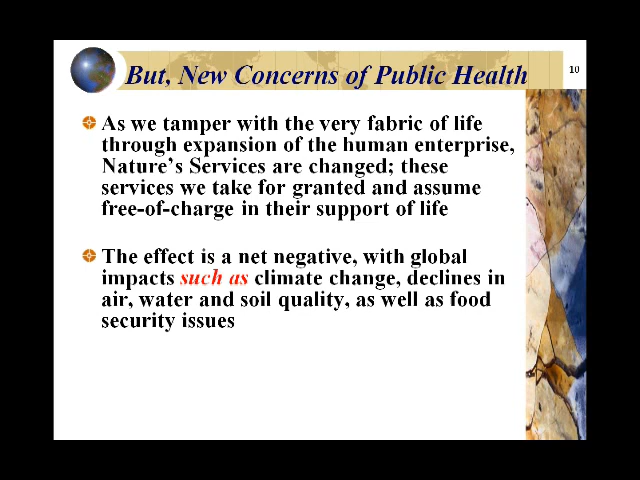 But, New Concerns of Public Health
10
As we tamper with the very fabric of life
through expansion of the human enterprise,
Nature's Services are changed; these
services we take for granted and assume
free-of-charge in their support of life
The effect is a net negative, with global
impacts such as climate change, declines in
air, water and soil quality, as well as food
security issues